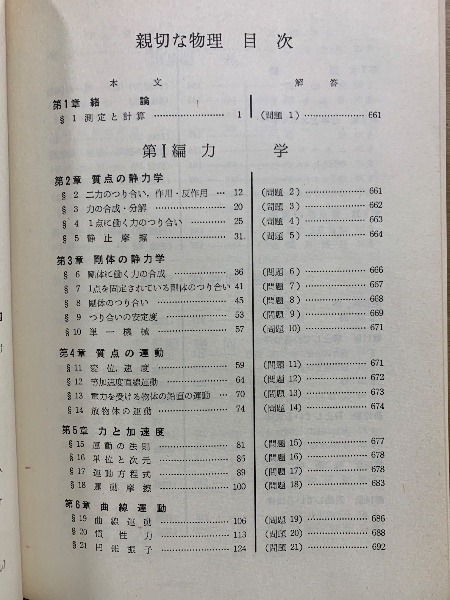 親切な物理 目次
本文 解答
第1章 緒論
§1 測定と計算 …… 1 (問題 1) …… 661
第Ⅰ編 力学
第2章 質点の静力学
§2 二力のつり合い,作用・反作用 … 12 (問題 2) …… 661
§3 力の合成・分解 …… 20 (問題 3) …… 662
§4 1点に働く力のつり合い …… 25 (問題 4) …… 663
§5 静止摩擦 …… 31 (問題 5) …… 664
第3章 剛体の静力学
§6 剛体に働く力の合成 …… 36 (問題 6) …… 666
§7 1点を固定されている剛体のつり合い 41 (問題 7) …… 667
§8 剛体のつり合い …… 45 (問題 8) …… 668
§9 つり合いの安定度 …… 53 (問題 9) …… 669
§10 単一機械 …… 57 (問題 10) …… 671
第4章 質点の運動
§11 変位,速度 …… 59 (問題11) …… 671
§12 等加速度直線運動 …… 64 (問題 12) …… 672
§13 重力を受ける物体の鉛直の運動 … 70 (問題 13) …… 673
§14 放物体の運動 …… 74 (問題 14) …… 674
第5章 力と加速度
§15 運動の法則 …… 81 (問題 15) …… 677
§16 単位と次元 …… 86 (問題 16) …… 678
§17 運動方程式 …… 89 (問題 17) …… 678
§18 運動摩擦 …… 100 (問題 18) …… 683
第6章 曲線運動
§19 曲線運動 …… 106 (問題 19) …… 686
§20 慣性力 …… 113 (問題 20) …… 688
§21 円錐振子 …… 124 (問題 21) …… 692